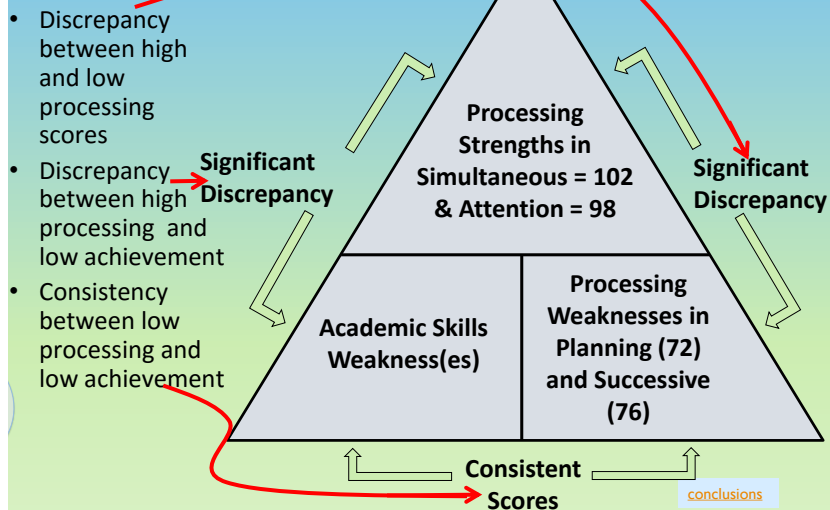 • Discrepancy
between high
and low
processing
scores
• Discrepancy
between high
processing and
low achievement
• Consistency
between low
processing and
low achievement
Significant
Discrepancy
Processing
Strengths in
Simultaneous = 102
& Attention = 98
Significant
Discrepancy
Academic Skills
Weakness(es)
Processing
Weaknesses in
Planning (72)
and Successive
(76)
Consistent
Scores
conclusions